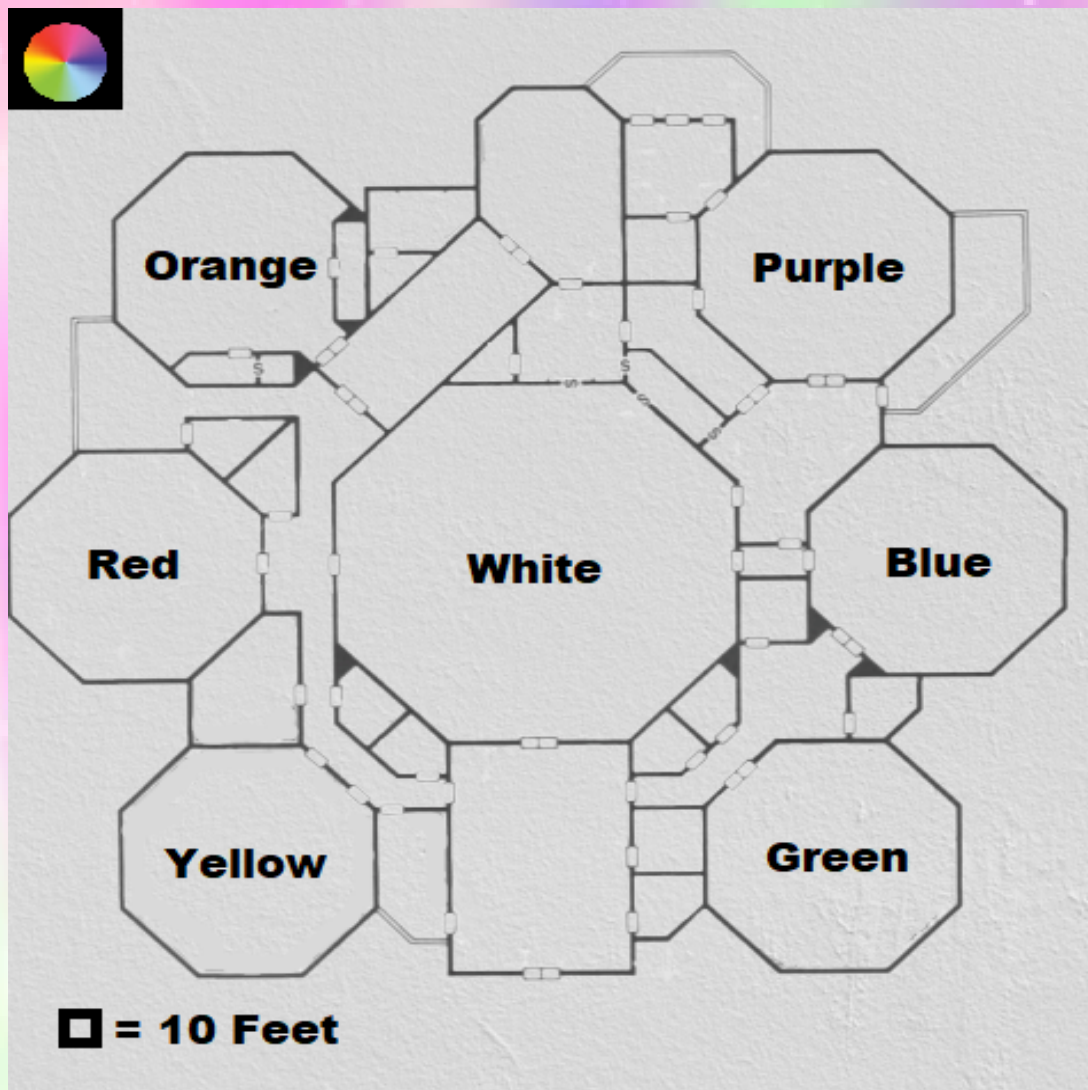 Orange
Purple
S
S
S
S
S
Red
White
Blue
Yellow
Green
= 10 Feet